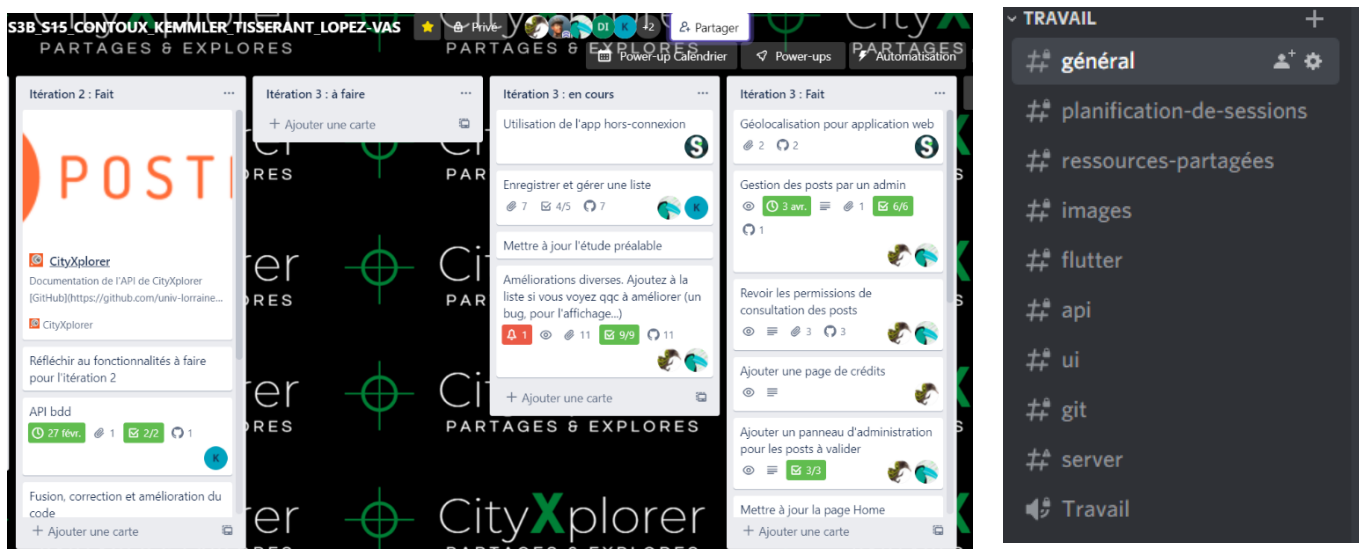 S3B_S15_CONTOUX_KEMMLER_TISSERANT_LOPEZ-VAS
Privé
DI
K
+2
Partager
PARTAGES & EXPLORES
PARTAGES & EXPLORES
PARTAGES
Power-up Calendrier
Power-ups
Automatisation
Itération 2 : Fait
POST
CityXplorer
Documentation de l'API de CityXplorer
[GitHub](https://github.com/univ-lorraine...
CityXplorer
Réfléchir au fonctionnalités à faire
pour l'itération 2
API bdd
27 févr.
1
2/2
1
K
Fusion, correction et amélioration du
code
+ Ajouter une carte
Itération 3 : à faire
+ Ajouter une carte
Itération 3 : en cours
Utilisation de l'app hors-connexion
S
Enregistrer et gérer une liste
7
4/5
7
K
Mettre à jour l'étude préalable
Améliorations diverses. Ajoutez à la
liste si vous voyez qqc à améliorer (un
bug, pour l'affichage...)
1
11
9/9
11
+ Ajouter une carte
PARTAGES & EXPLORES
CityXplorer
Itération 3 : Fait
Géolocalisation pour application web
2
2
S
Gestion des posts par un admin
3 avr.
1
6/6
1
Revoir les permissions de
consultation des posts
3
3
Ajouter une page de crédits
Ajouter un panneau d'administration
pour les posts à valider
3/3
Mettre à jour la page Home
+ Ajouter une carte
TRAVAIL
général
planification-de-sessions
ressources-partagées
images
flutter
api
ui
git
server
Travail